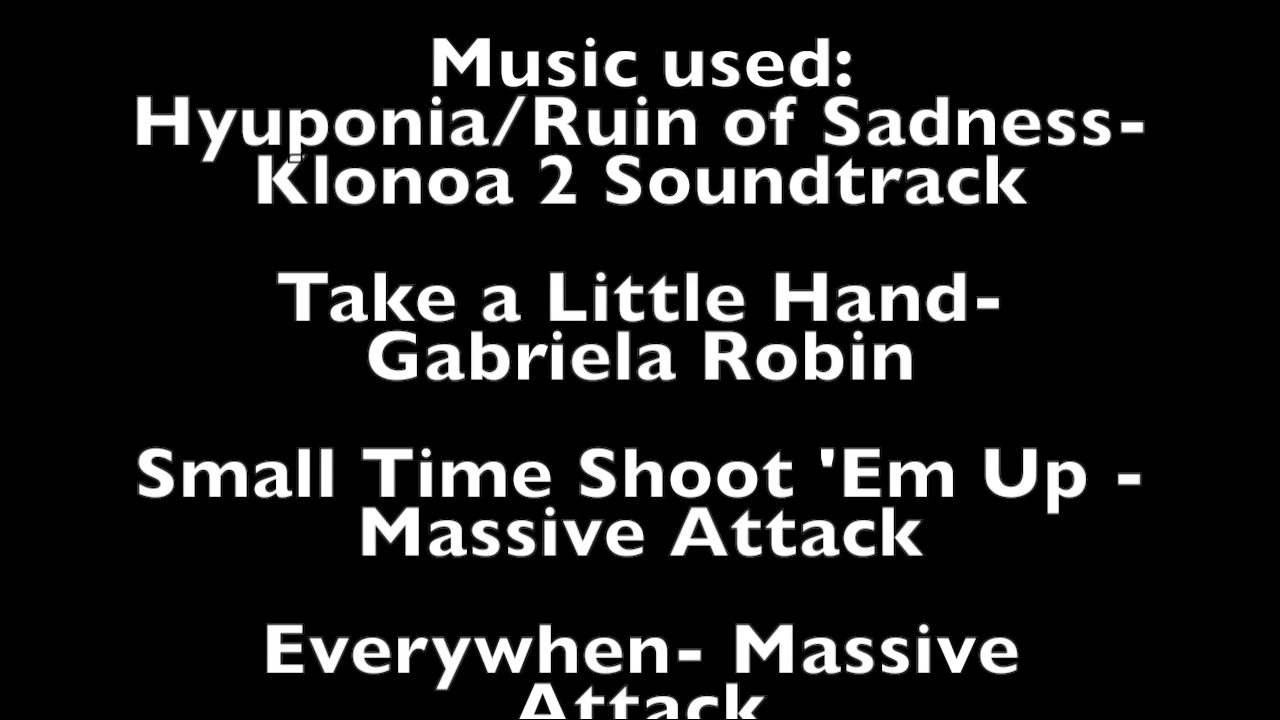 Music used:
Hyuponia/Ruin of Sadness-
Klonoa 2 Soundtrack
Take a Little Hand-
Gabriela Robin
Small Time Shoot 'Em Up -
Massive Attack
Everywhen- Massive
Attack